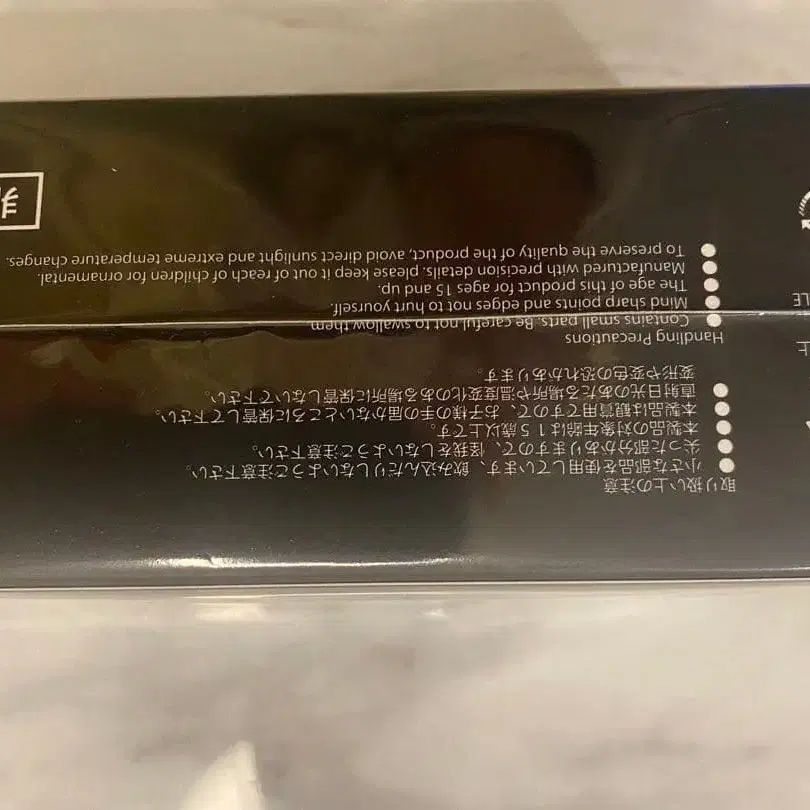 取り扱い上の注意
●小さな部品を使用しています、飲み込んだりしないようご注意下さい。
●尖った部分がありますので、怪我をしないようご注意下さい。
●本製品の対象年齢は15歳以上です。
●本製品は観賞用ですので、お子様の手の届かないところに保管して下さい。
●直射日光のあたる場所や温度変化のある場所に保管しないで下さい。
変形や変色の恐れがあります。
Handling Precautions
●Contains small parts. Be careful not to swallow them
●Mind sharp points and edges not to hurt yourself.
●The age of this product for ages 15 and up.
●Manufactured with precision details. please keep it out of reach of children for ornamental.
●To preserve the quality of the product, avoid direct sunlight and extreme temperature changes.
上